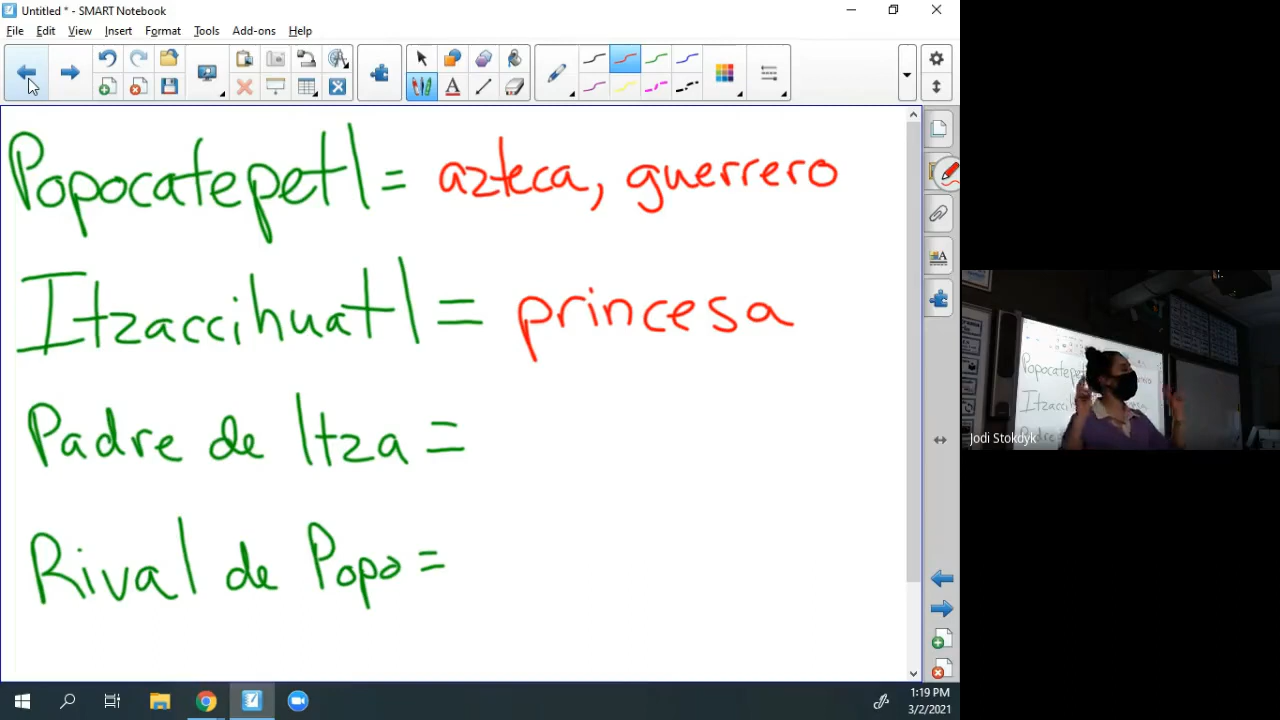 Untitled * - SMART Notebook
File Edit View Insert Format Tools Add-ons Help
Popocatepetl = azteca, guerrero
Itzaccihuatl = princesa
Padre de Itza =
Rival de Popo =
Jodi Stokdyk
1:19 PM
3/2/2021